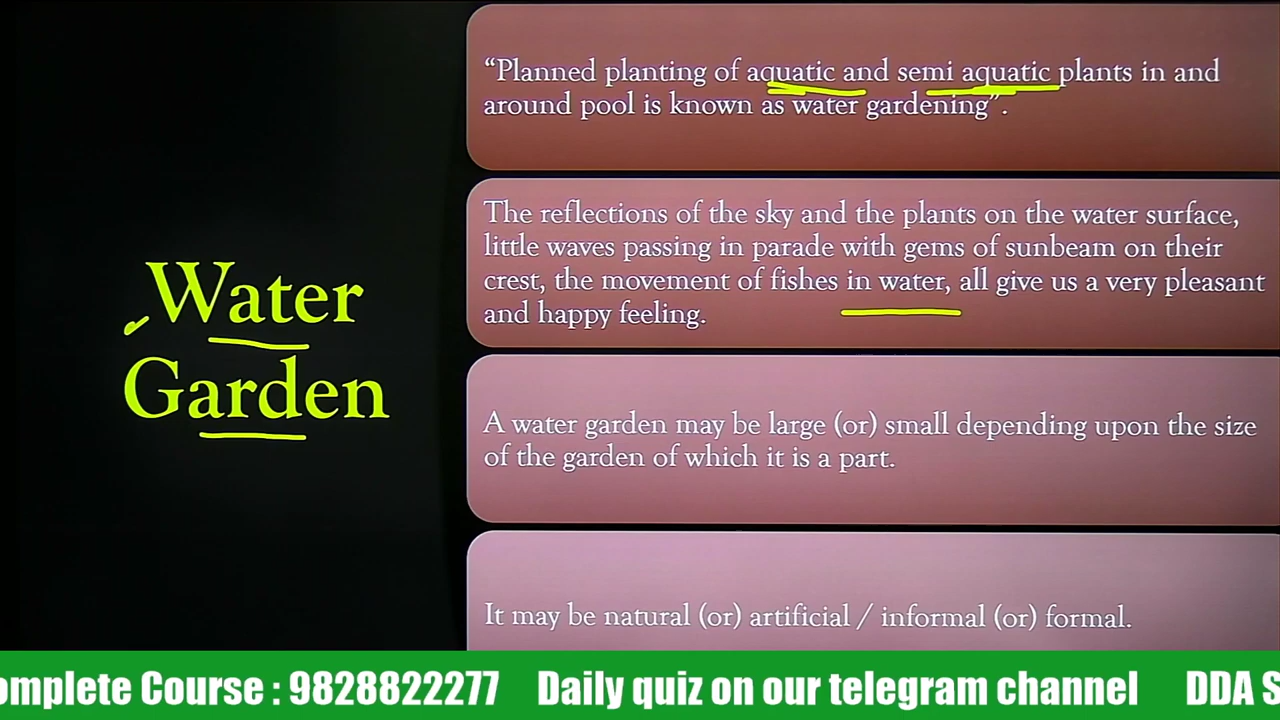 Water
Garden
“Planned planting of aquatic and semi aquatic plants in and
around pool is known as water gardening”.
The reflections of the sky and the plants on the water surface,
little waves passing in parade with gems of sunbeam on their
crest, the movement of fishes in water, all give us a very pleasant
and happy feeling.
A water garden may be large (or) small depending upon the size
of the garden of which it is a part.
It may be natural (or) artificial / informal (or) formal.
omplete Course : 9828822277 Daily quiz on our telegram channel DDA S